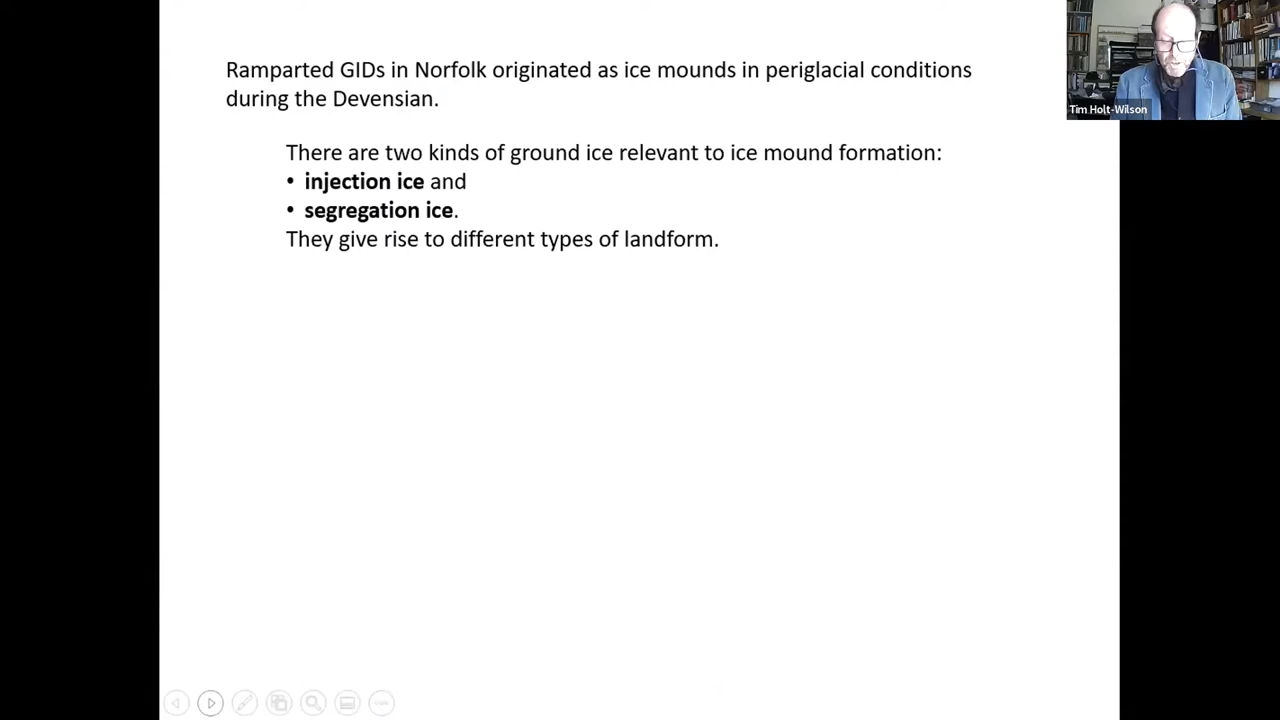 Ramparted GIDs in Norfolk originated as ice mounds in periglacial conditions
during the Devensian.
There are two kinds of ground ice relevant to ice mound formation:
• injection ice and
• segregation ice.
They give rise to different types of landform.
Tim Holt-Wilson